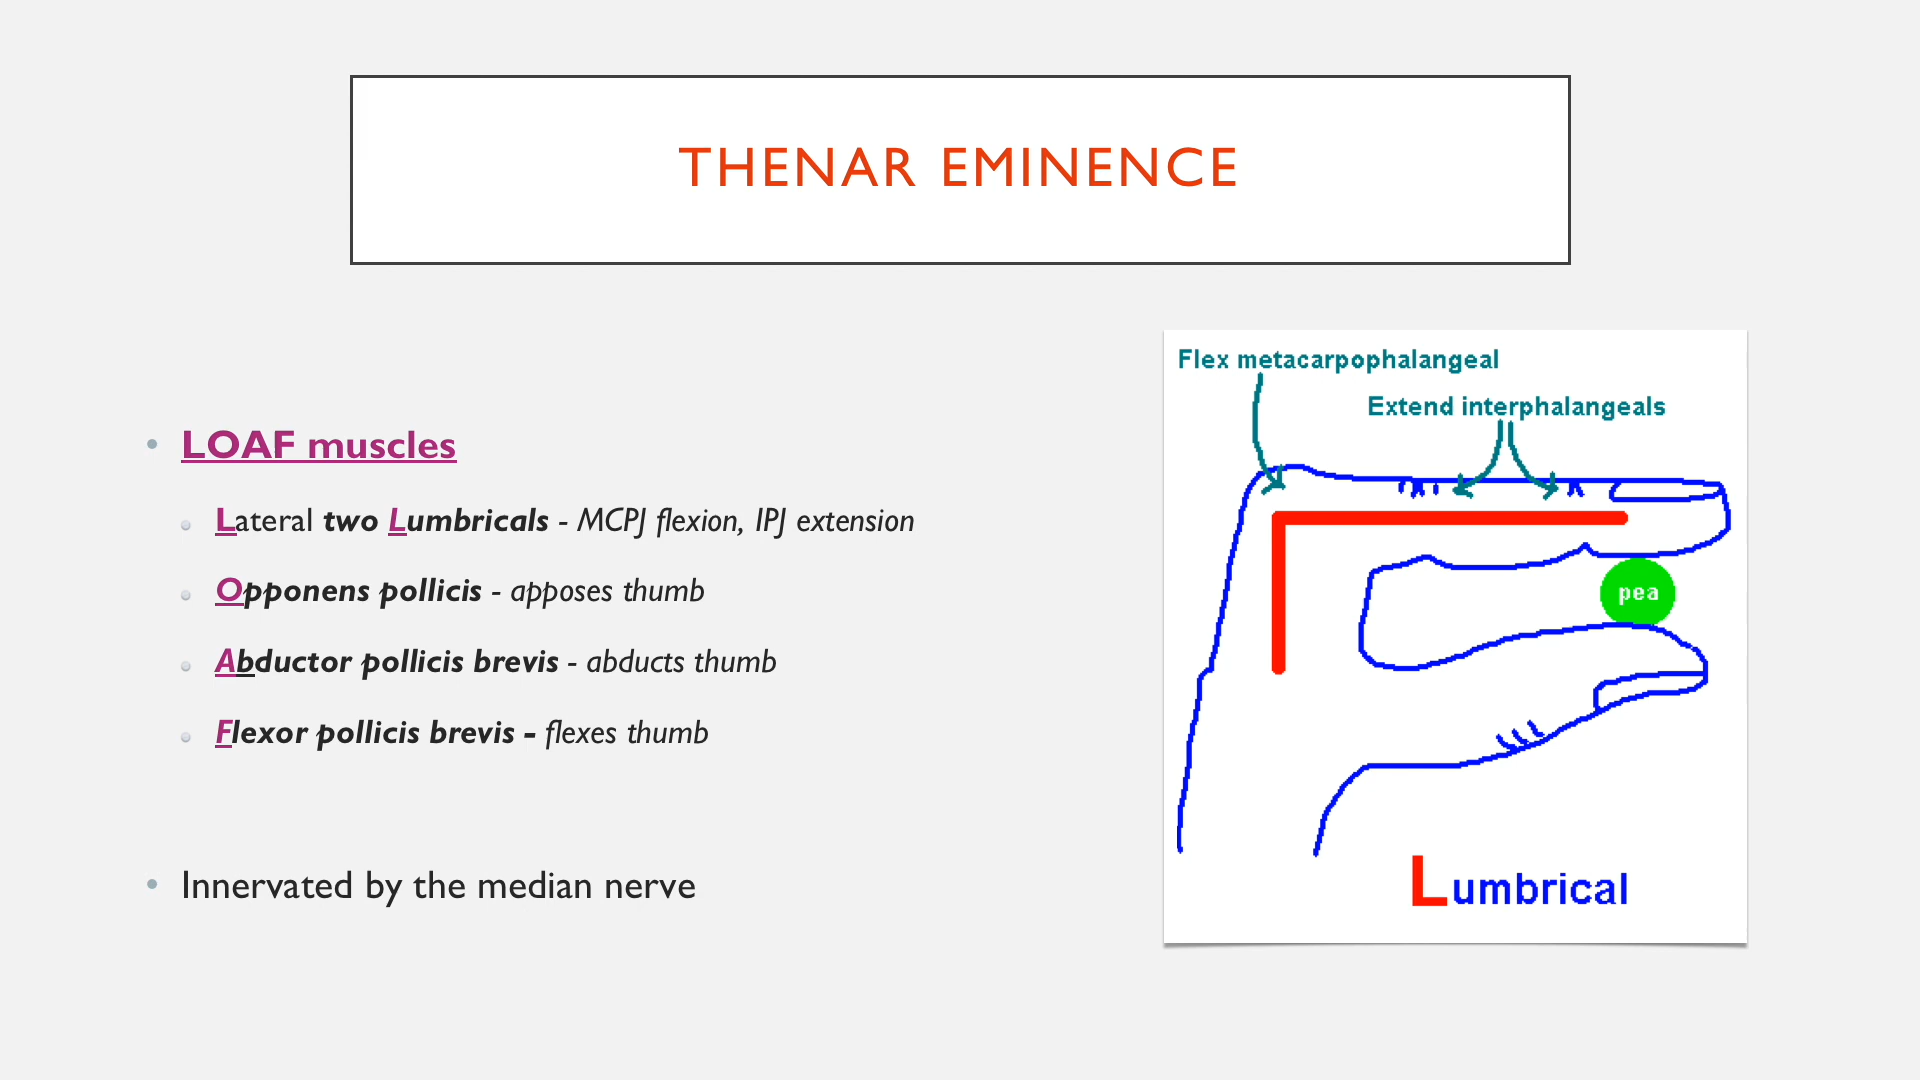 THENAR EMINENCE
• LOAF muscles
Lateral two Lumbricals - MCPJ flexion, IPJ extension
Opponens pollicis - apposes thumb
Abductor pollicis brevis - abducts thumb
Flexor pollicis brevis - flexes thumb
• Innervated by the median nerve
Flex metacarpophalangeal
Extend interphalangeals
pea
Lumbrical